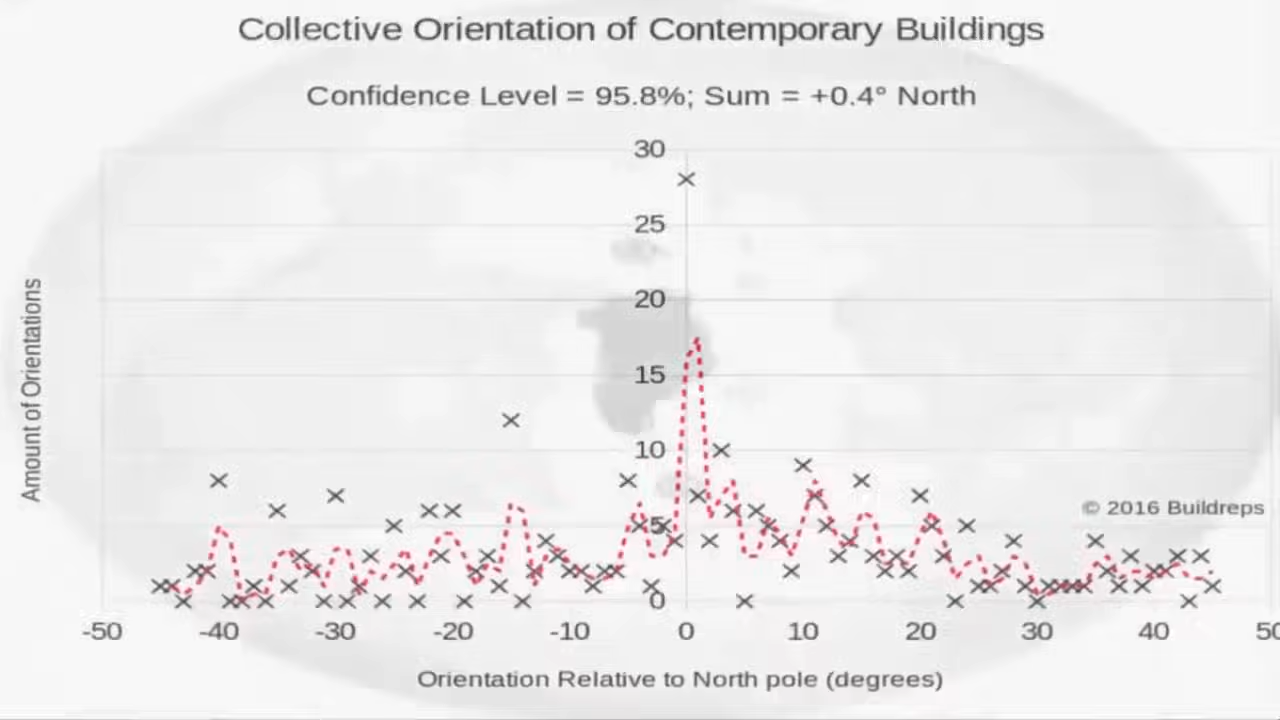 Collective Orientation of Contemporary Buildings
Confidence Level = 95.8%; Sum = +0.4° North
30
25
20
15
10
5
0
Amount of Orientations
© 2016 Buildreps
-50 -40 -30 -20 -10 0 10 20 30 40 50
Orientation Relative to North pole (degrees)